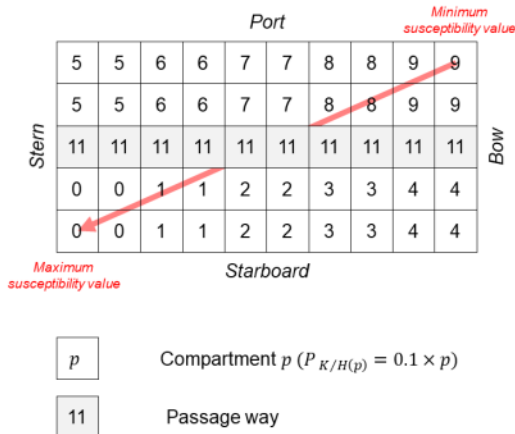 Port
Minimum
susceptibility value
5 5 6 6 7 7 8 8 9 9
5 5 6 6 7 7 8 8 9 9
Stern
11 11 11 11 11 11 11 11 11 11
Bow
0 0 1 1 2 2 3 3 4 4
0 0 1 1 2 2 3 3 4 4
Maximum
susceptibility value
Starboard
p Compartment p (P K/H(p) = 0.1 × p)
11 Passage way